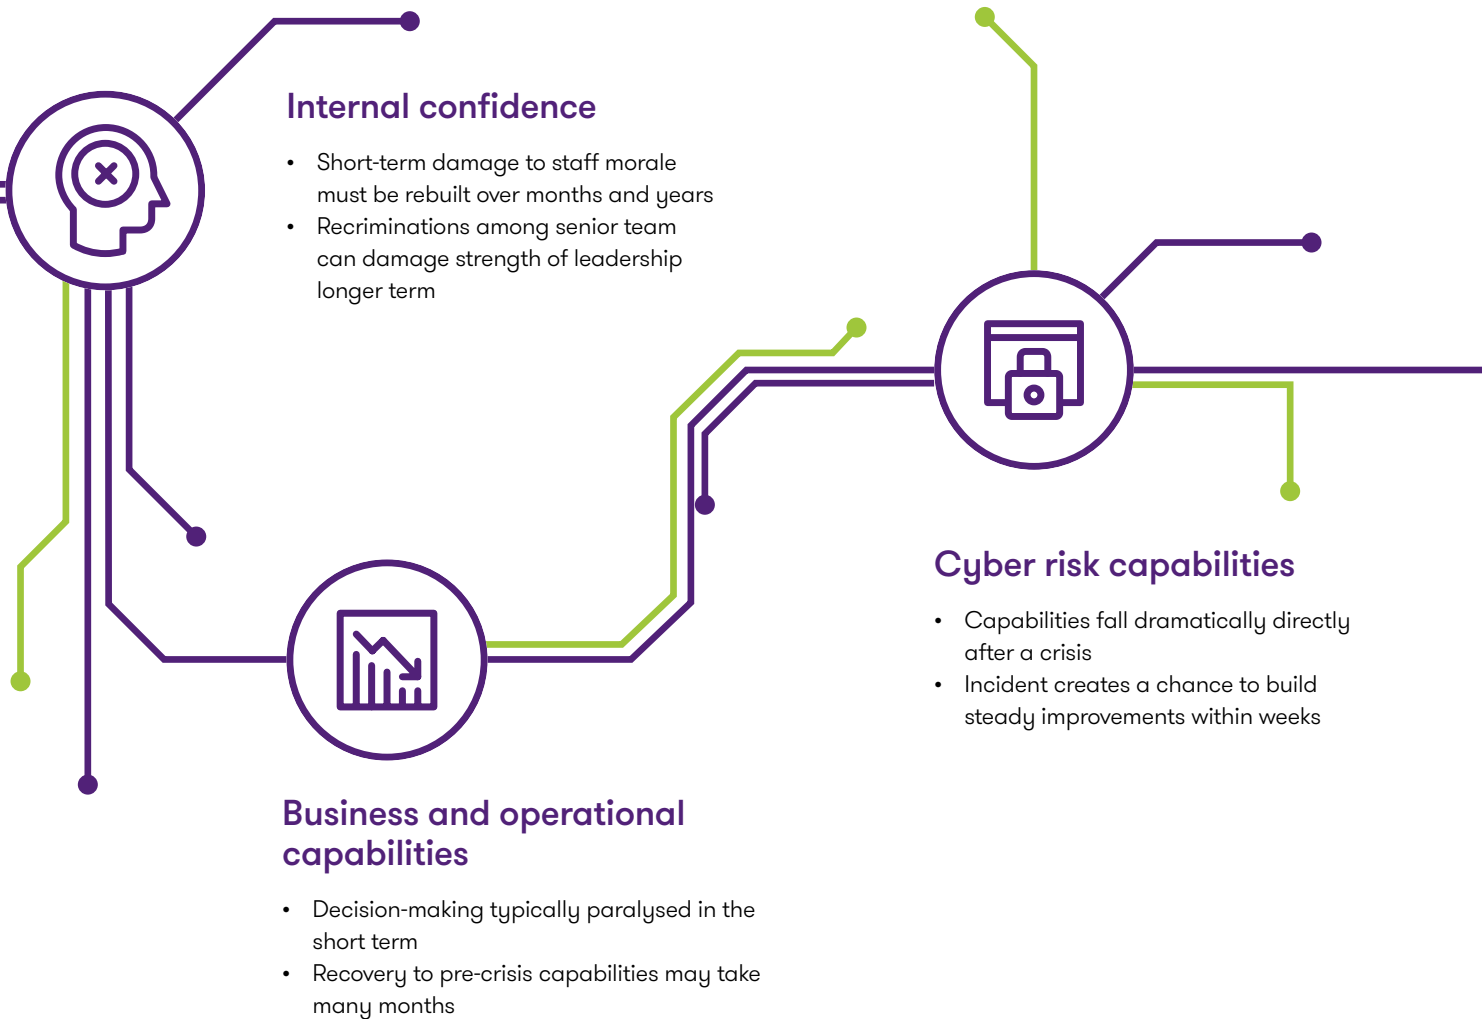 Internal confidence
• Short-term damage to staff morale
must be rebuilt over months and years
• Recriminations among senior team
can damage strength of leadership
longer term
Cyber risk capabilities
• Capabilities fall dramatically directly
after a crisis
• Incident creates a chance to build
steady improvements within weeks
Business and operational
capabilities
• Decision-making typically paralysed in the
short term
• Recovery to pre-crisis capabilities may take
many months